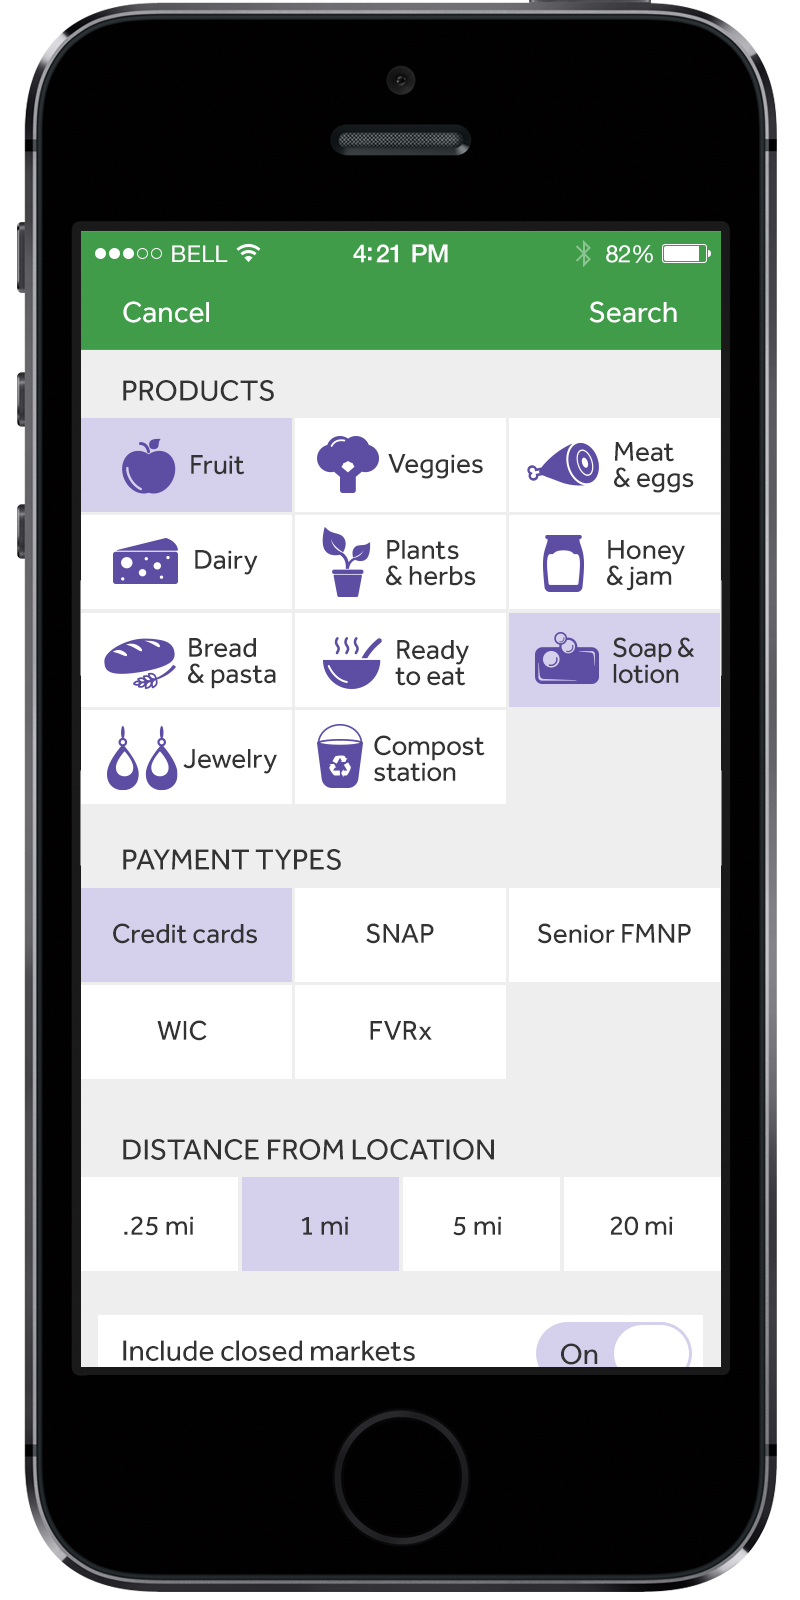 BELL 4:21 PM 82%
Cancel Search
PRODUCTS
Fruit Veggies Meat & eggs
Dairy Plants & herbs Honey & jam
Bread & pasta Ready to eat Soap & lotion
Jewelry Compost station
PAYMENT TYPES
Credit cards SNAP Senior FMNP
WIC FVRx
DISTANCE FROM LOCATION
.25 mi 1 mi 5 mi 20 mi
Include closed markets On